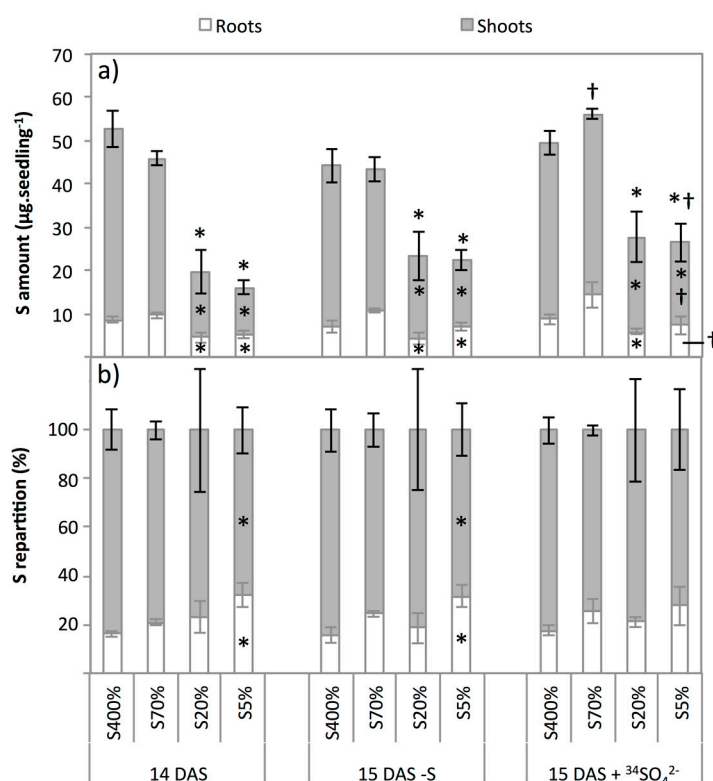 Roots Shoots
a)
S amount (µg.seedling-1)
70
60
50
40
30
20
10
†
* * * * * *†
* * * * * *
†
* * * * * †
b)
S repartition (%)
100
80
60
40
20
* *
* *
S400% S70% S20% S5% S400% S70% S20% S5% S400% S70% S20% S5%
14 DAS 15 DAS -S 15 DAS + 34SO42-